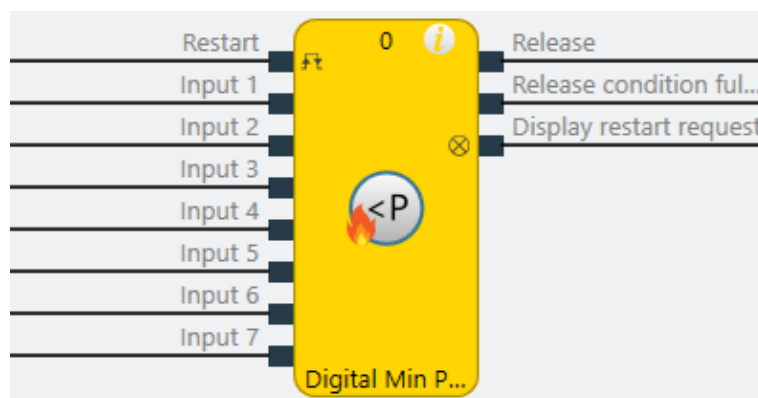 Restart
Input 1
Input 2
Input 3
Input 4
Input 5
Input 6
Input 7
0 i
<P
Digital Min P...
Release
Release condition ful...
Display restart request